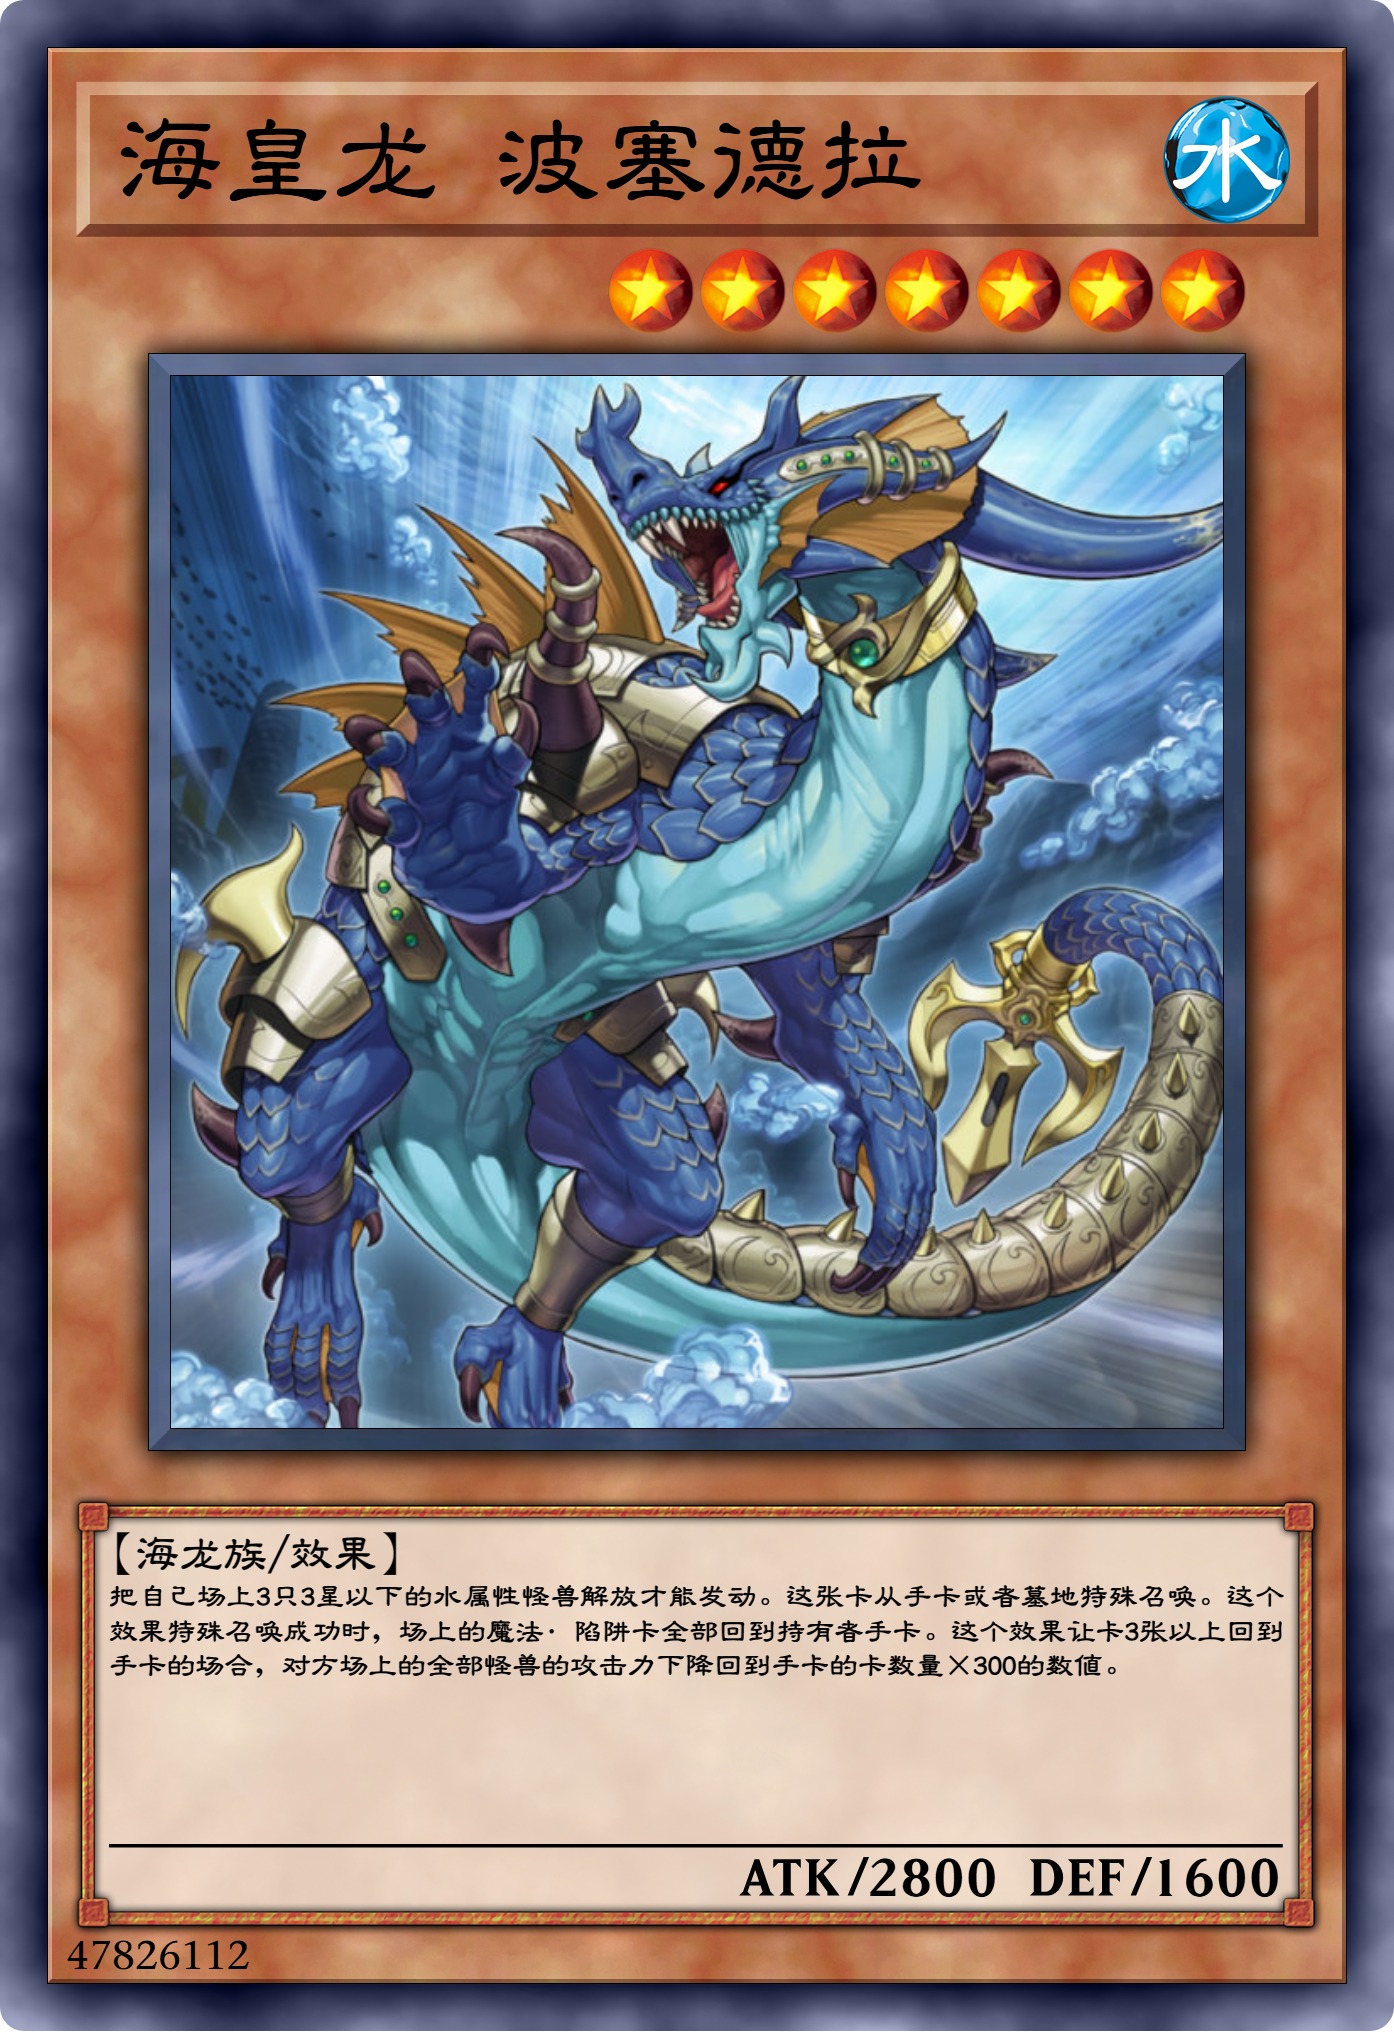 海皇龙 波塞德拉
水
【海龙族/效果】
把自己场上3只3星以下的水属性怪兽解放才能发动。这张卡从手卡或者墓地特殊召唤。这个
效果特殊召唤成功时，场上的魔法·陷阱卡全部回到持有者手卡。这个效果让卡3张以上回到
手卡的场合，对方场上的全部怪兽的攻击力下降回到手卡的卡数量×300的数值。
ATK/2800 DEF/1600
47826112